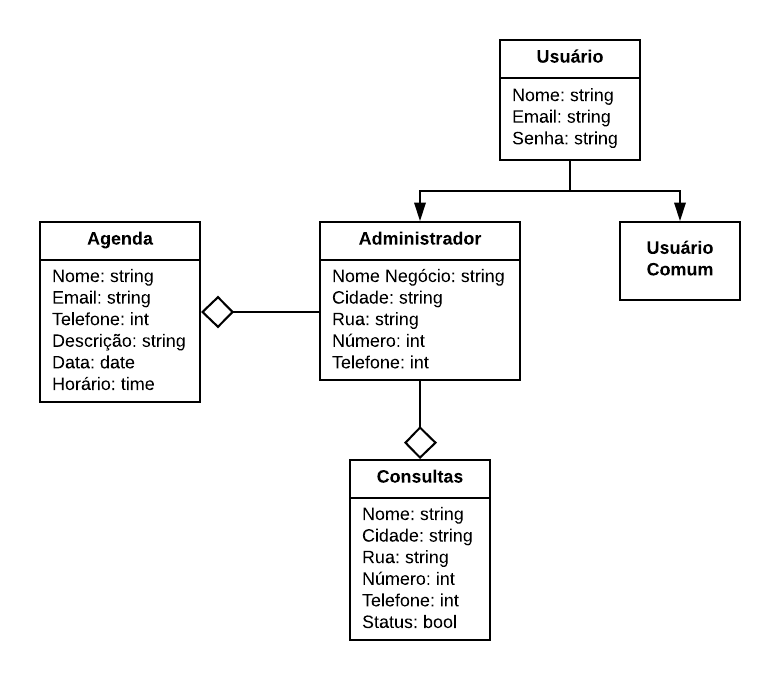 Usuário
Nome: string
Email: string
Senha: string
Agenda
Nome: string
Email: string
Telefone: int
Descrição: string
Data: date
Horário: time
Administrador
Nome Negócio: string
Cidade: string
Rua: string
Número: int
Telefone: int
Usuário
Comum
Consultas
Nome: string
Cidade: string
Rua: string
Número: int
Telefone: int
Status: bool